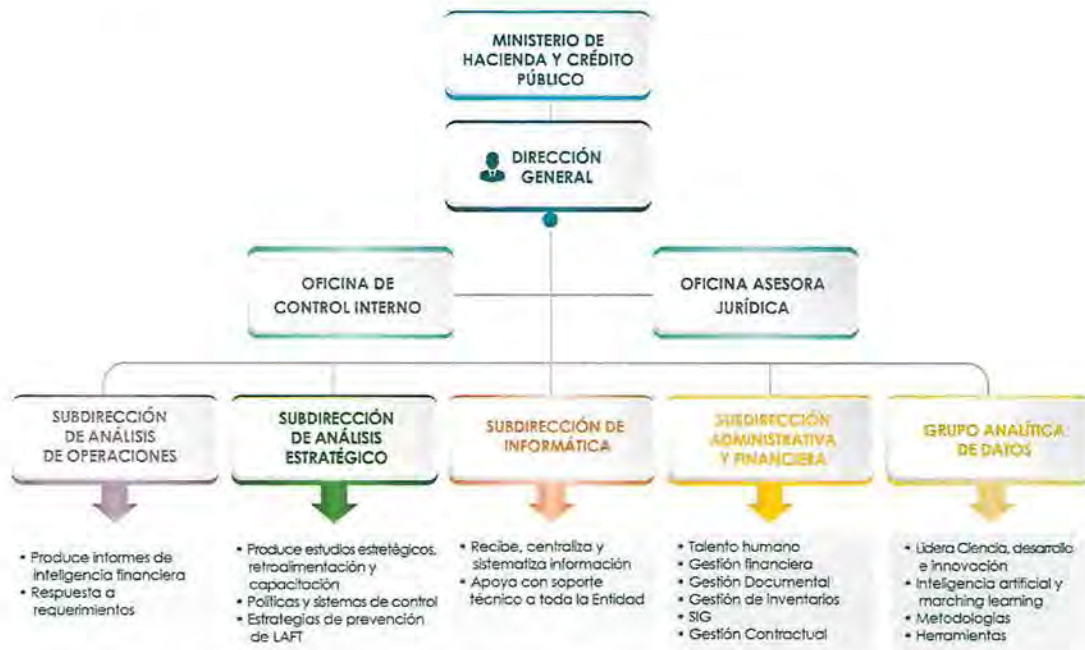 MINISTERIO DE
HACIENDA Y CRÉDITO
PÚBLICO
DIRECCIÓN
GENERAL
OFICINA DE
CONTROL INTERNO
OFICINA ASESORA
JURÍDICA
SUBDIRECCIÓN
DE ANÁLISIS
DE OPERACIONES
SUBDIRECCIÓN
DE ANÁLISIS
ESTRATÉGICO
SUBDIRECCIÓN DE
INFORMÁTICA
SUBDIRECCIÓN
ADMINISTRATIVA
Y FINANCIERA
GRUPO ANALÍTICA
DE DATOS
• Produce informes de
inteligencia financiera
• Respuesta a
requerimientos
• Produce estudios estretégicos,
retroalimentación y
capacitación
• Políticas y sistemas de control
• Estrategias de prevención
de LAFT
• Recibe, centraliza y
sistematiza información
• Apoya con soporte
técnico a toda la Entidad
• Talento humano
• Gestión financiera
• Gestión Documental
• Gestión de inventarios
• SIG
• Gestión Contractual
• Lidera Ciencia, desarrollo
e innovación
• Inteligencia artificial y
marching learning
• Metodologías
• Herramientas